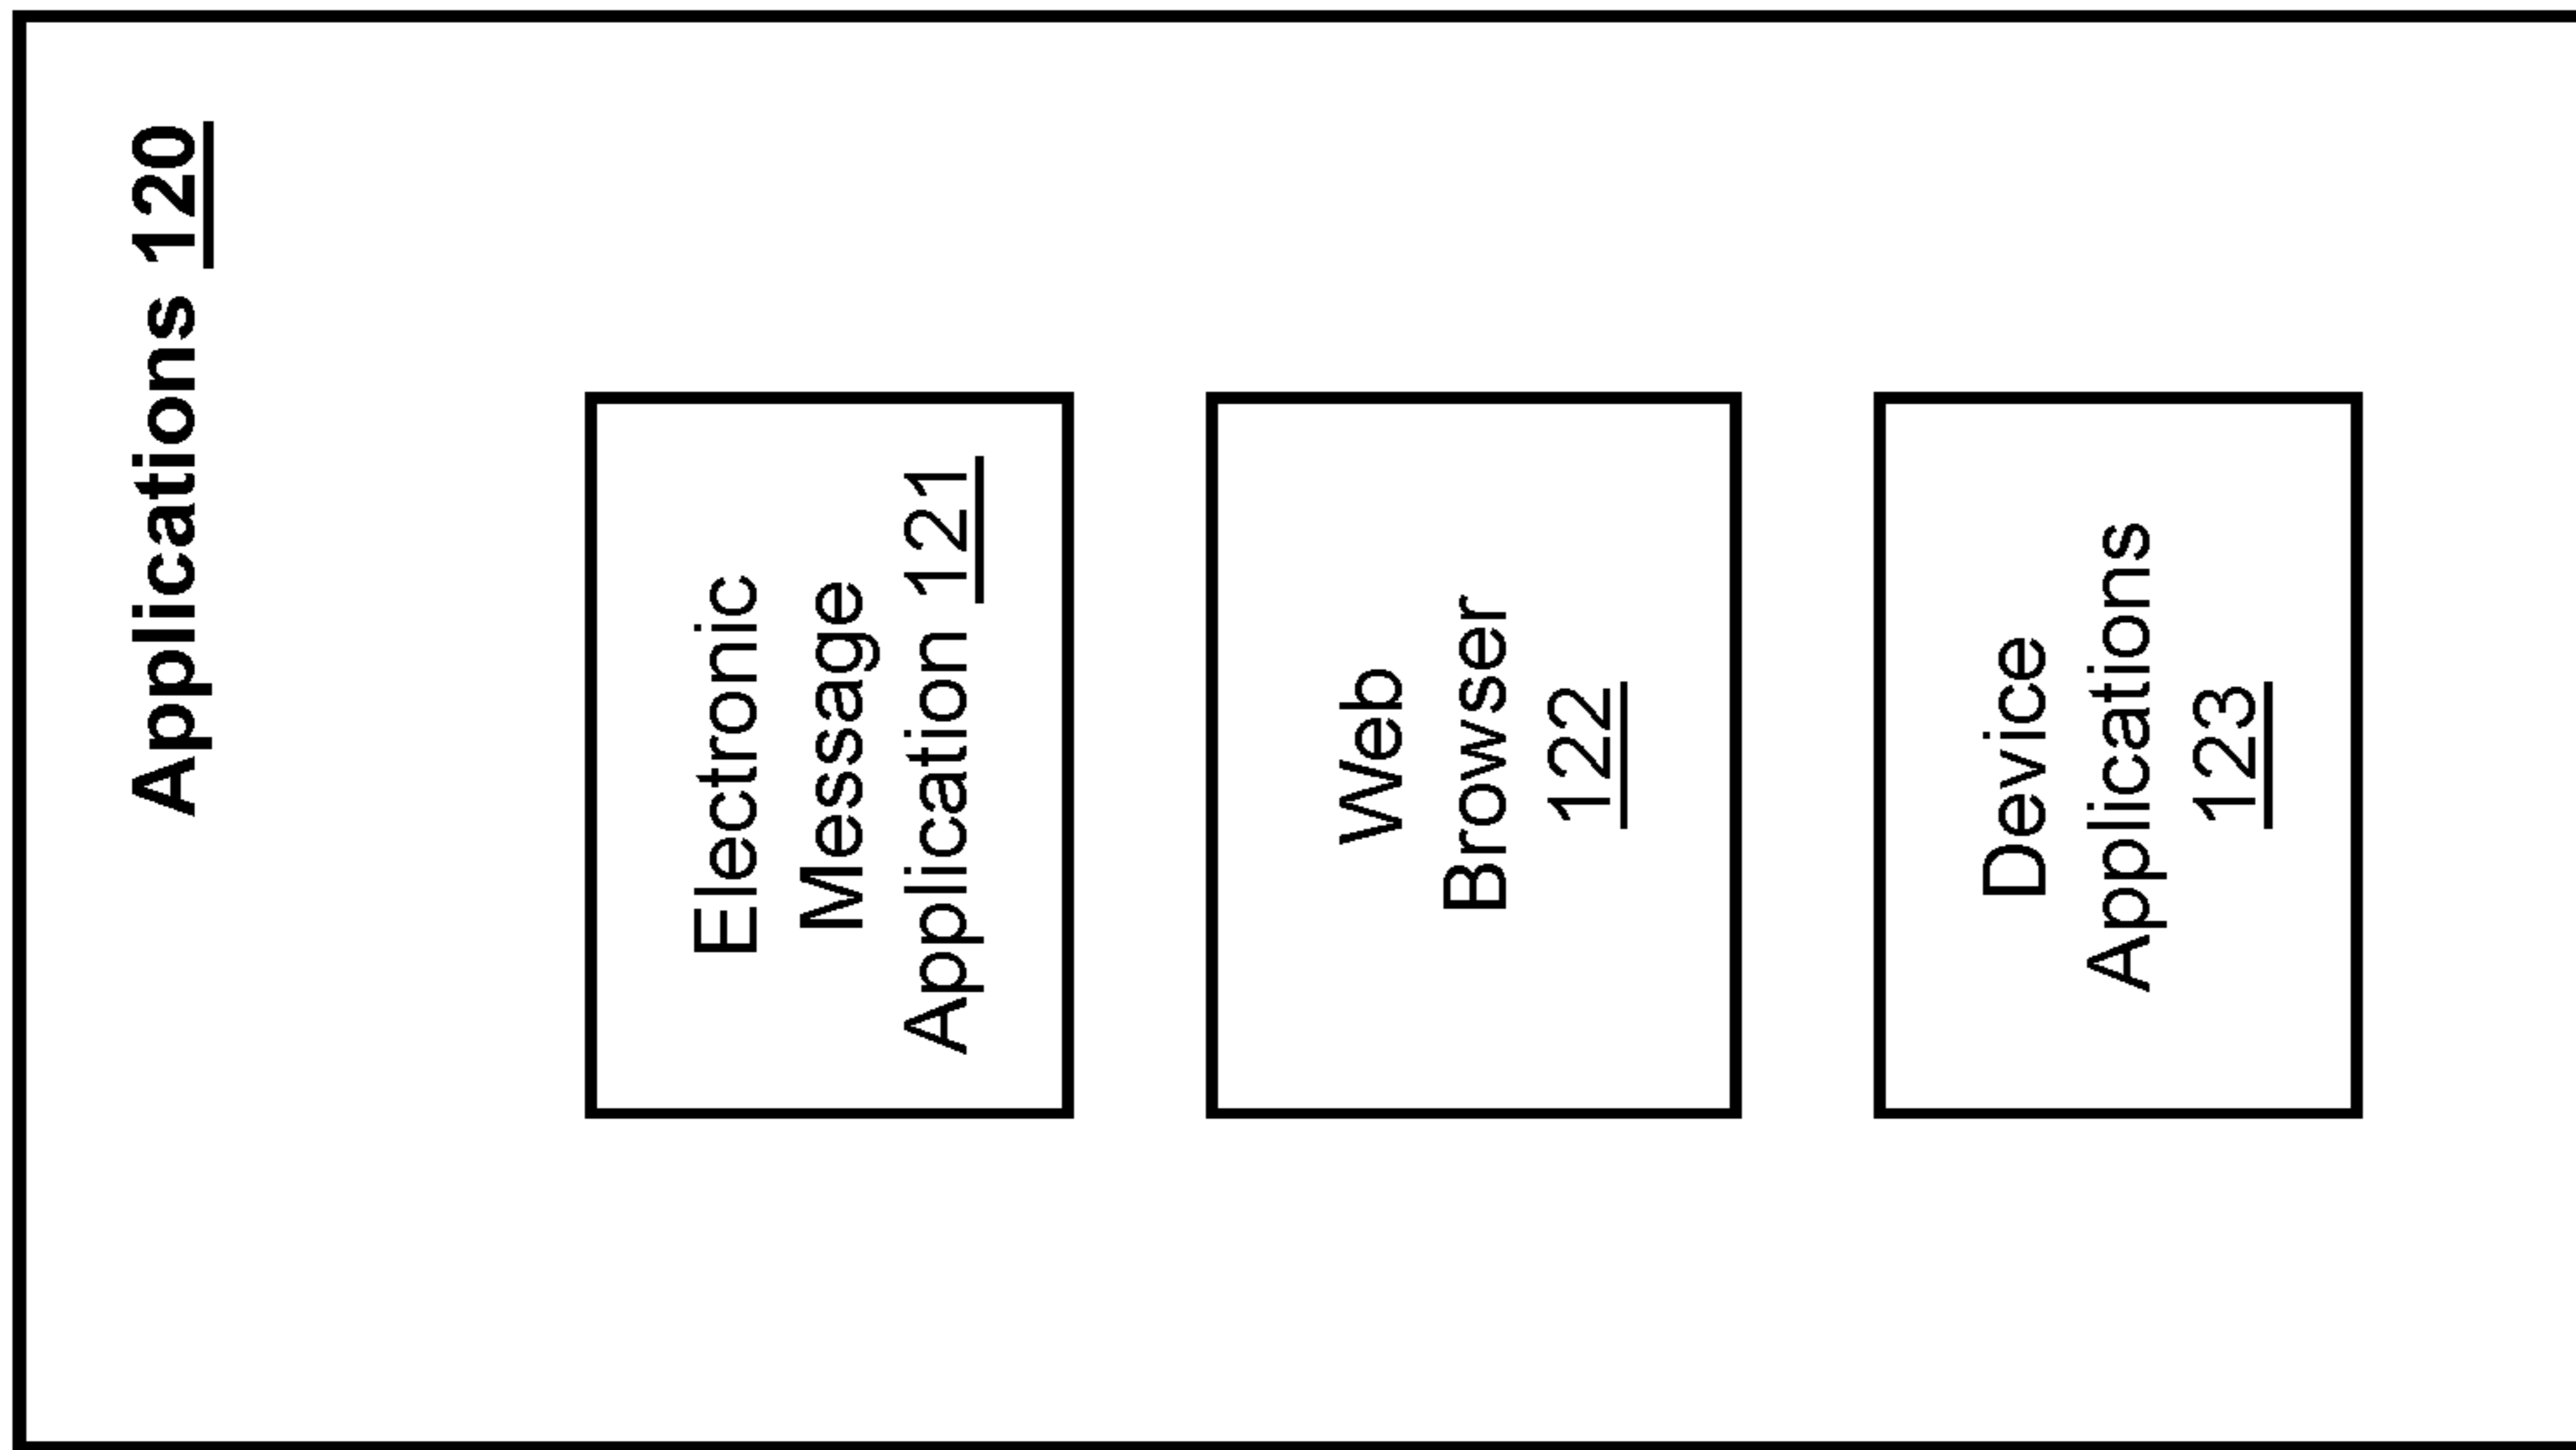 Applications 120
Electronic
Message
Application 121
Web
Browser
122
Device
Applications
123